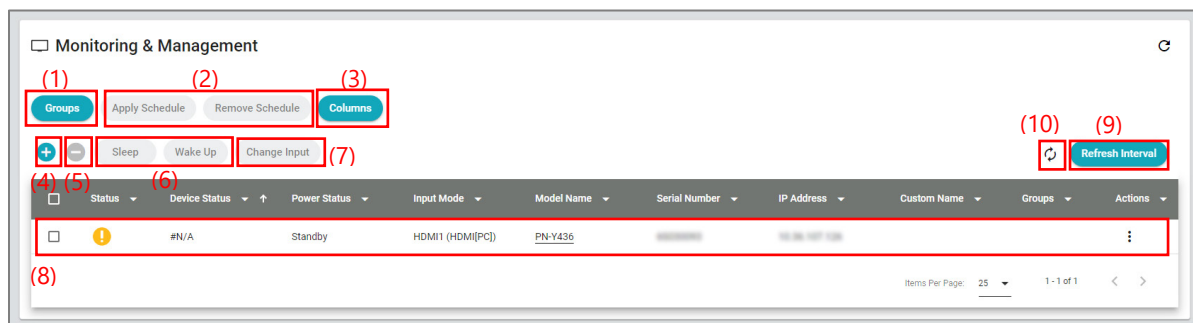 Monitoring & Management
(1) (2) (3)
Groups Apply Schedule Remove Schedule Columns
(10) (9)
Sleep Wake Up Change Input (7) Refresh Interval
(4) (5) (6)
Status Device Status Power Status Input Mode Model Name Serial Number IP Address Custom Name Groups Actions
#N/A Standby HDMI1 (HDMI[PC]) PN-Y436
(8)
Items Per Page: 25 1 - 1 of 1